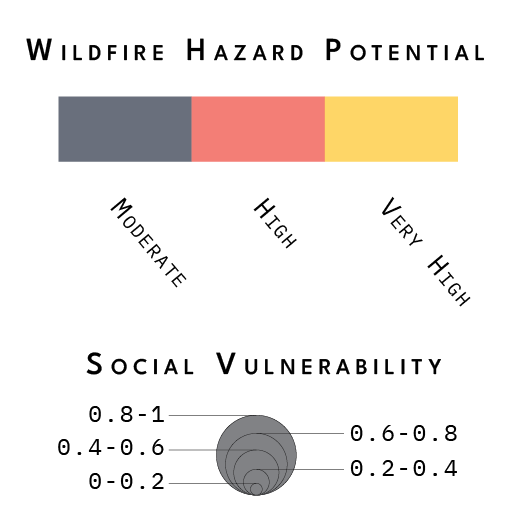 Wildfire Hazard Potential
Moderate
High
Very High
Social Vulnerability
0.8-1
0.6-0.8
0.4-0.6
0.2-0.4
0-0.2